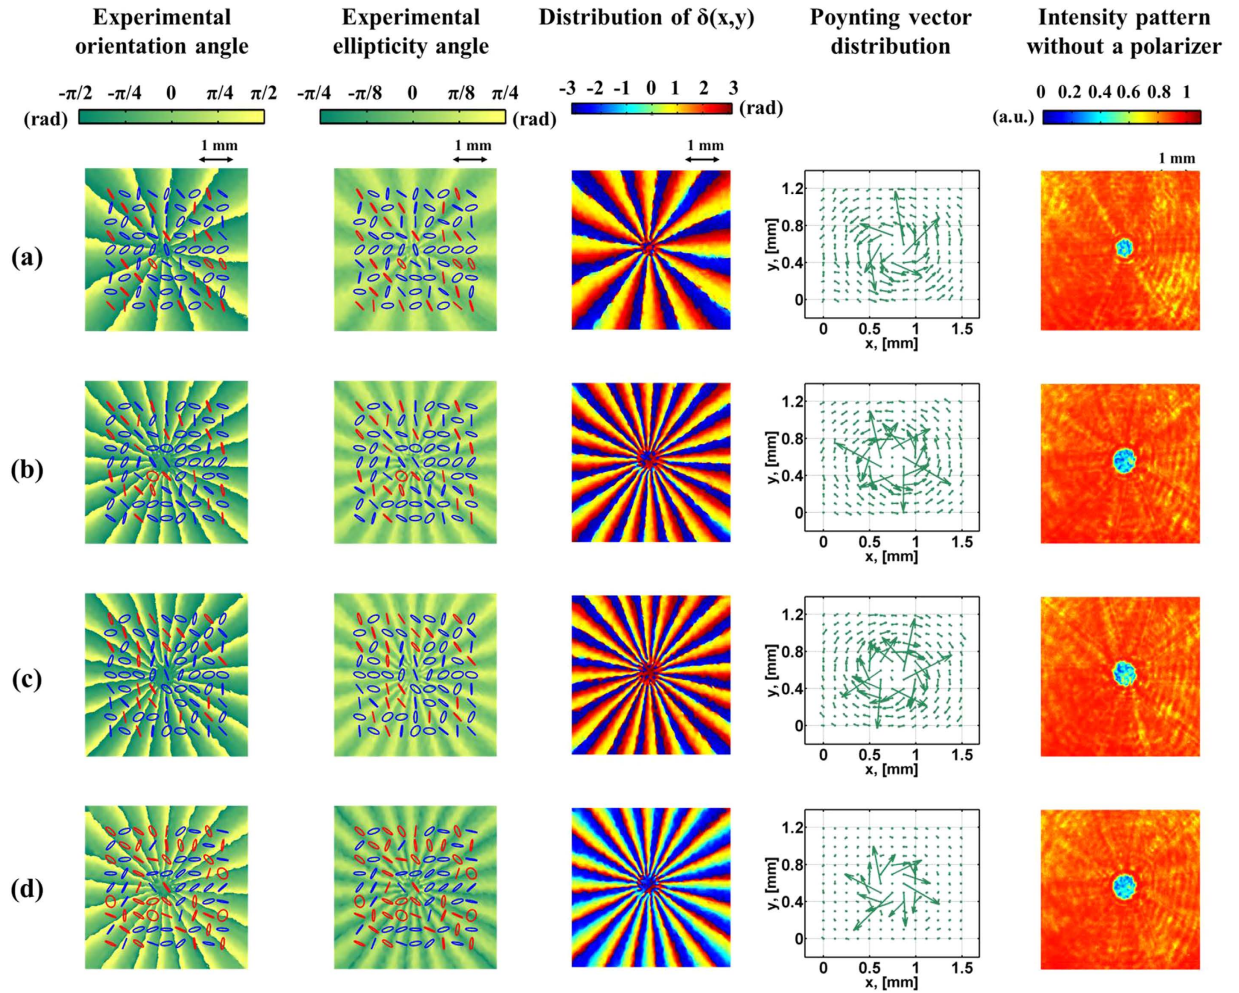 Experimental
orientation angle
Experimental
ellipticity angle
Distribution of δ(x,y)
Poynting vector
distribution
Intensity pattern
without a polarizer
-π/2 -π/4 0 π/4 π/2
(rad)
-π/4 -π/8 0 π/8 π/4
(rad)
-3 -2 -1 0 1 2 3
(rad)
0 0.2 0.4 0.6 0.8 1
(a.u.)
1 mm
1 mm
1 mm
1 mm
(a)
1.2
0.8
0.4
0
y, [mm]
0 0.5 1 1.5
x, [mm]
(b)
1.2
0.8
0.4
0
y, [mm]
0 0.5 1 1.5
x, [mm]
(c)
1.2
0.8
0.4
0
y, [mm]
0 0.5 1 1.5
x, [mm]
(d)
1.2
0.8
0.4
0
y, [mm]
0 0.5 1 1.5
x, [mm]